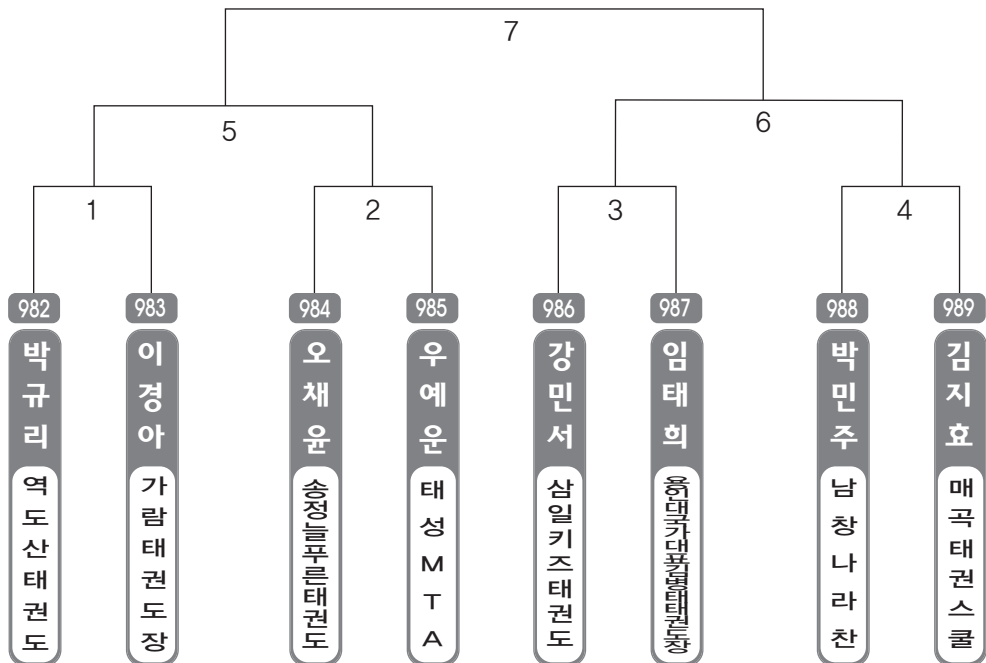 7
5
6
1
2
3
4
982
983
984
985
986
987
988
989
박규리
이경아
오채윤
우예운
강민서
임태희
박민주
김지효
역도산태권도
가람태권도장
송정늘푸른태권도
태성MTA
삼일키즈태권도
남창나라찬
매곡태권스쿨